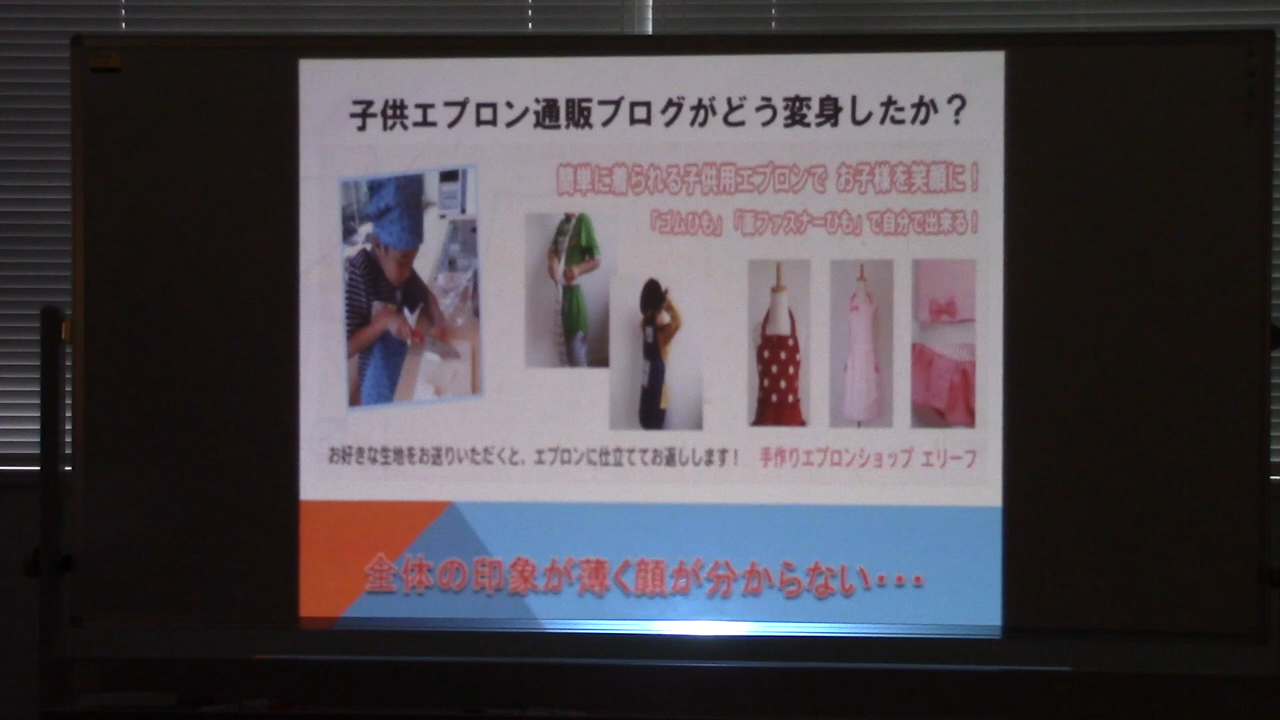 子供エプロン通販ブログがどう変身したか？
簡単に着られる子供用エプロンで お子様を笑顔に！
「ゴムひも」「面ファスナーひも」で自分で出来る！
お好きな生地をお送りいただくと、エプロンに仕立ててお返しします！ 手作りエプロンショップ エリーフ
全体の印象が薄く顔が分からない・・・